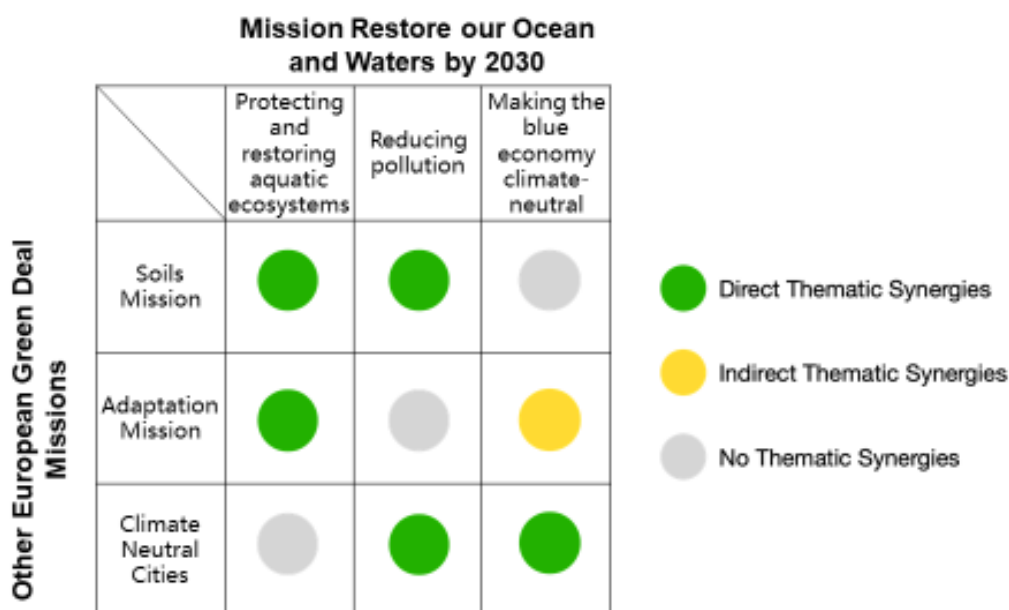 Mission Restore our Ocean
and Waters by 2030
Protecting
and
restoring
aquatic
ecosystems
Reducing
pollution
Making the
blue
economy
climate-
neutral
Other European Green Deal
Missions
Soils
Mission
Adaptation
Mission
Climate
Neutral
Cities
Direct Thematic Synergies
Indirect Thematic Synergies
No Thematic Synergies